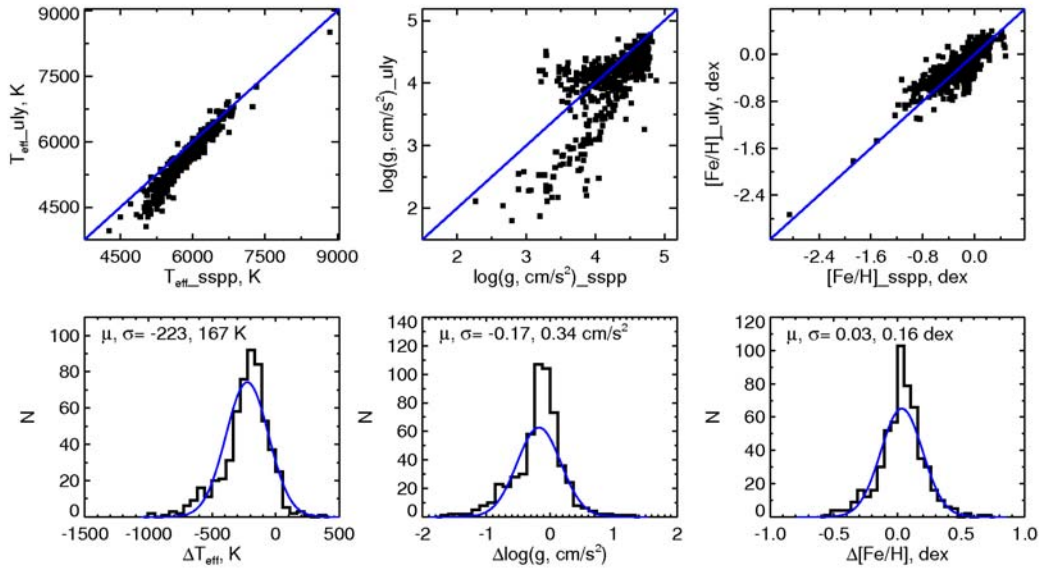 9000
7500
6000
4500
T_eff_uly, K
4500 6000 7500 9000
T_eff_sspp, K
5
4
3
2
log(g, cm/s²)_uly
2 3 4 5
log(g, cm/s²)_sspp
0.0
-0.8
-1.6
-2.4
[Fe/H]_uly, dex
-2.4 -1.6 -0.8 0.0
[Fe/H]_sspp, dex
100
80
60
40
20
0
N
μ, σ= -223, 167 K
-1500 -1000 -500 0 500
ΔT_eff, K
140
120
100
80
60
40
20
0
N
μ, σ= -0.17, 0.34 cm/s²
-2 -1 0 1 2
Δlog(g, cm/s²)
120
100
80
60
40
20
0
N
μ, σ= 0.03, 0.16 dex
-1.0 -0.5 0.0 0.5 1.0
Δ[Fe/H], dex